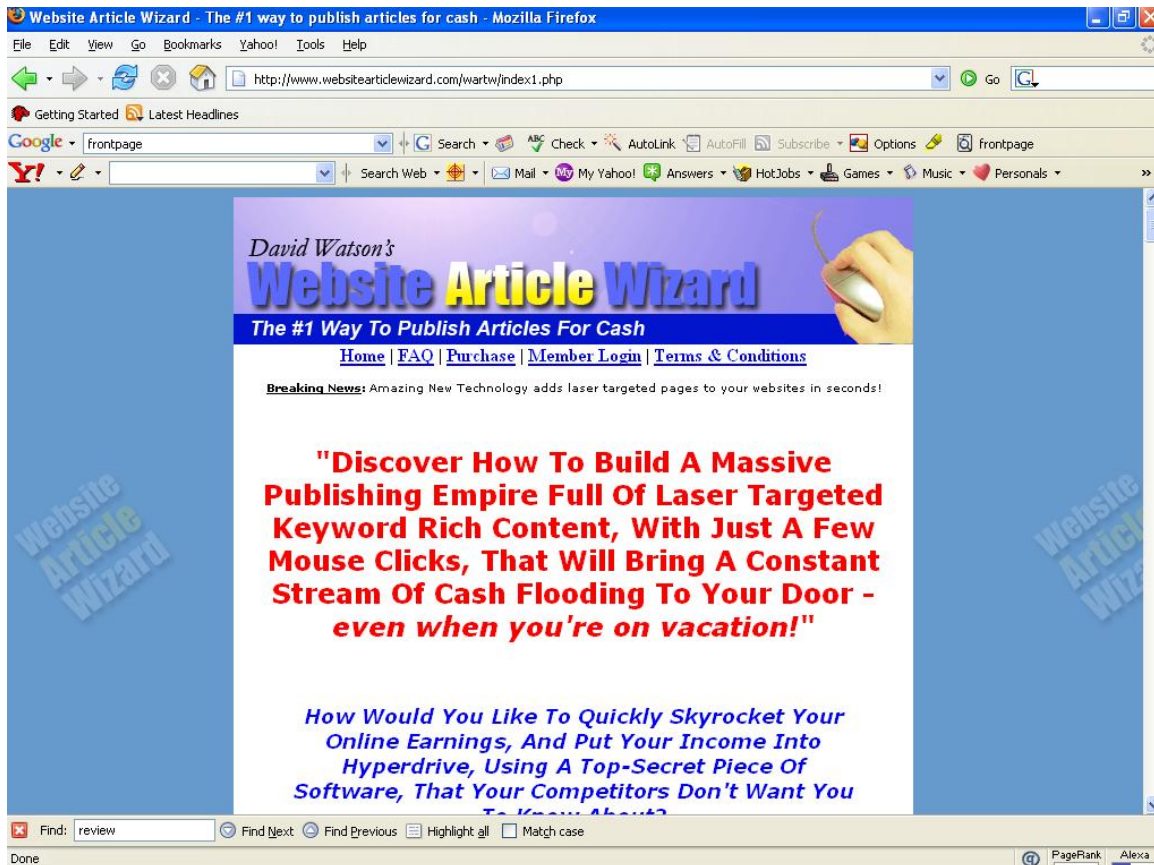 Website Article Wizard - The #1 way to publish articles for cash - Mozilla Firefox
File Edit View Go Bookmarks Yahoo! Tools Help
http://www.websitearticlewizard.com/wartw/index1.php Go G
Getting Started Latest Headlines
Google frontpage G Search ABC Check AutoLink AutoFill Subscribe Options frontpage
Y! Search Web Mail My Yahoo! Answers HotJobs Games Music Personals »
David Watson's
Website Article Wizard
The #1 Way To Publish Articles For Cash
Home | FAQ | Purchase | Member Login | Terms & Conditions
Breaking News: Amazing New Technology adds laser targeted pages to your websites in seconds!
"Discover How To Build A Massive
Publishing Empire Full Of Laser Targeted
Keyword Rich Content, With Just A Few
Mouse Clicks, That Will Bring A Constant
Stream Of Cash Flooding To Your Door -
even when you're on vacation!"
Website
Article
Wizard
Website
Article
Wiza
How Would You Like To Quickly Skyrocket Your
Online Earnings, And Put Your Income Into
Hyperdrive, Using A Top-Secret Piece Of
Software, That Your Competitors Don't Want You
To Know About?
Find: review Find Next Find Previous Highlight all Match case
Done @ PageRank Alexa